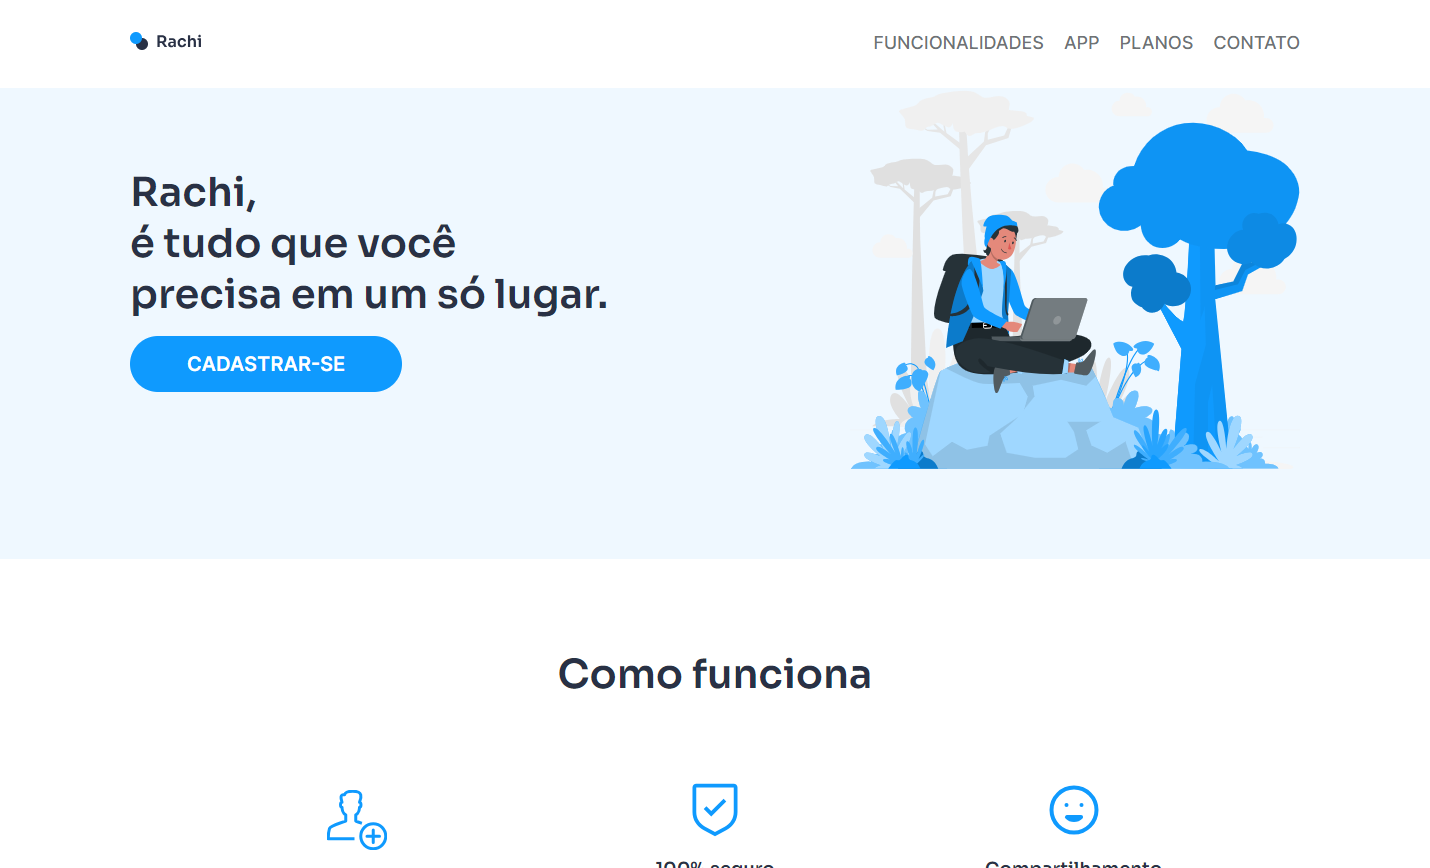 Rachi
FUNCIONALIDADES APP PLANOS CONTATO
Rachi,
é tudo que você
precisa em um só lugar.
CADASTRAR-SE
Como funciona
100% seguro
Compartilhamento